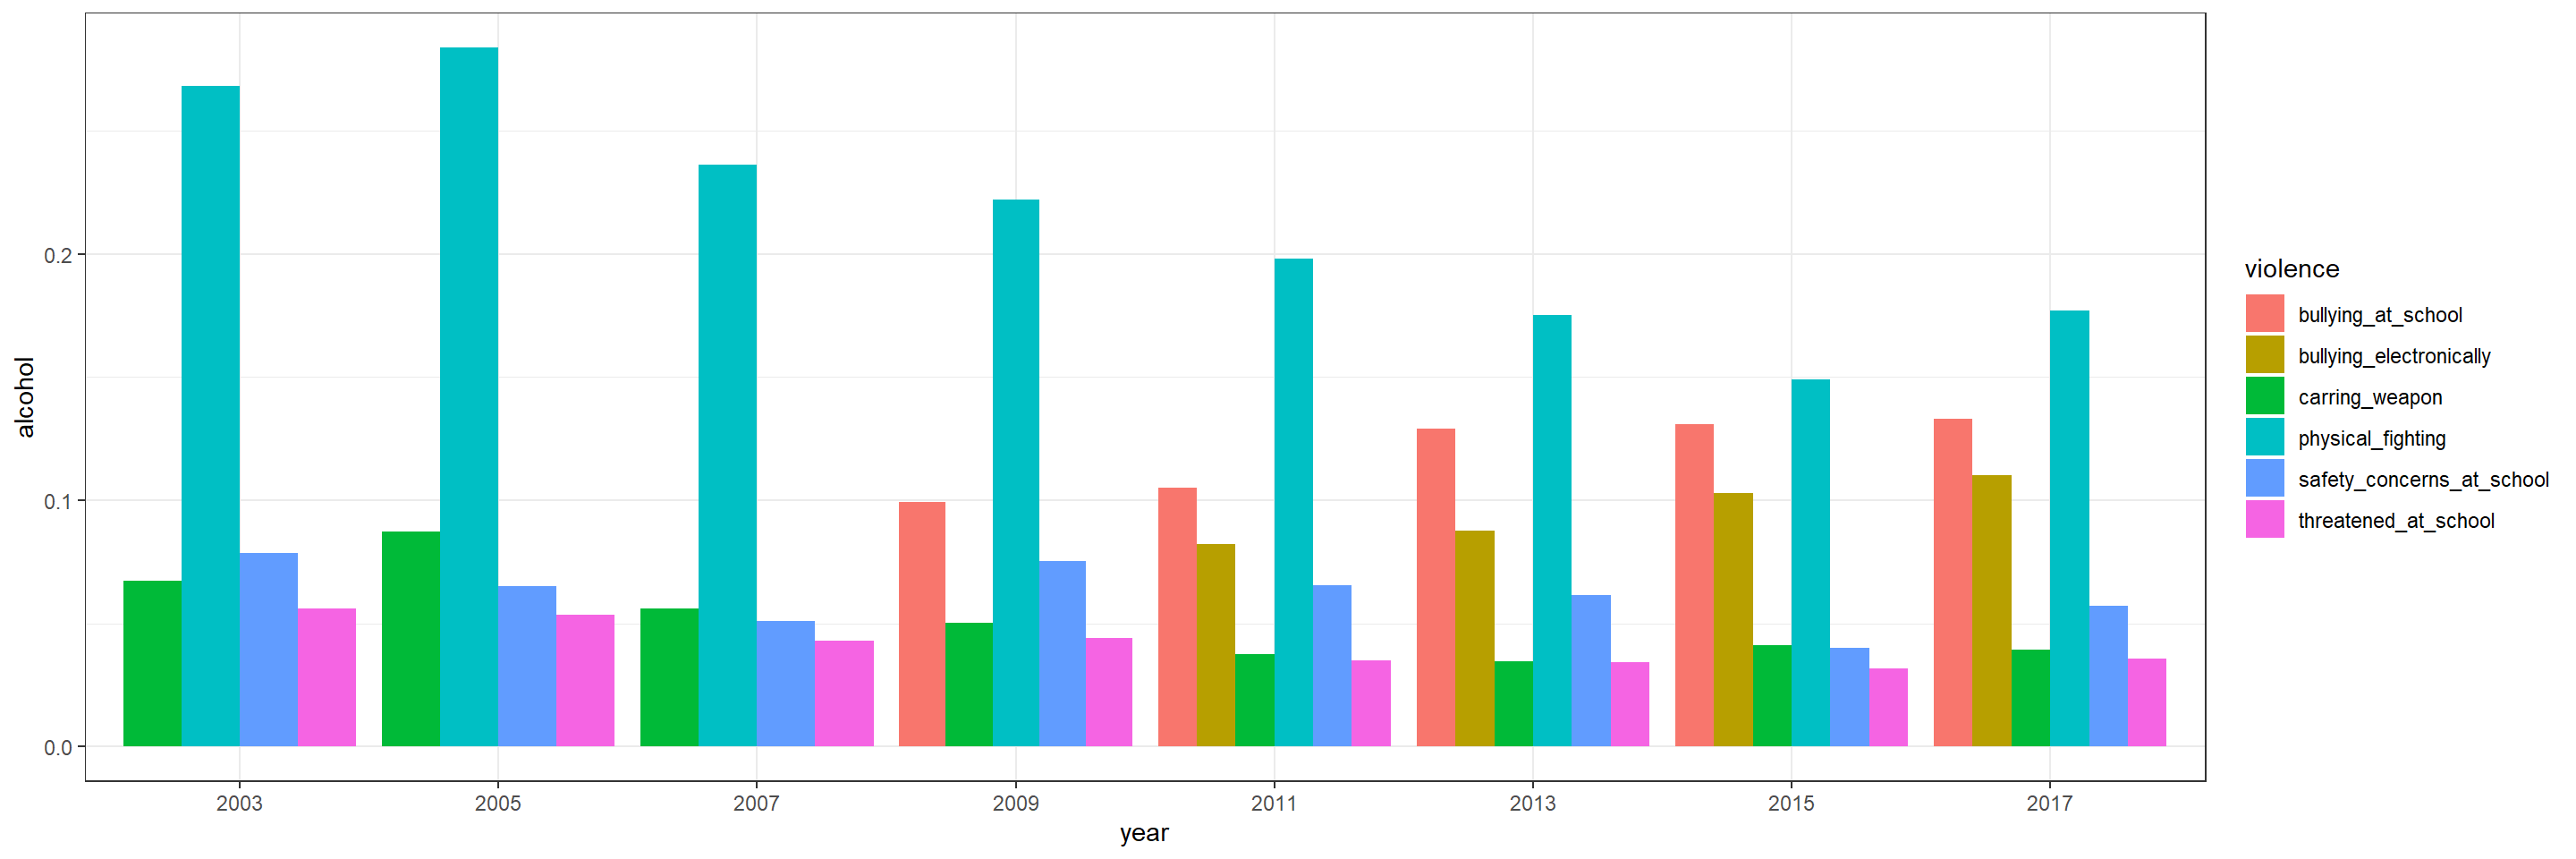 alcohol
0.2
0.1
0.0
2003 2005 2007 2009 2011 2013 2015 2017
year
violence
bullying_at_school
bullying_electronically
carring_weapon
physical_fighting
safety_concerns_at_school
threatened_at_school